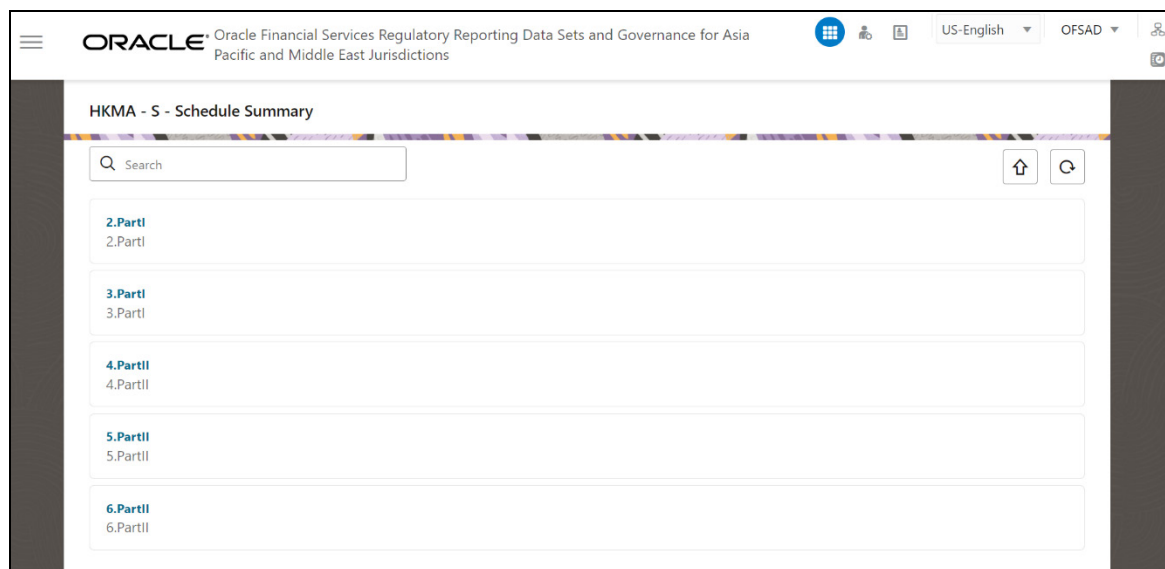 ORACLE® Oracle Financial Services Regulatory Reporting Data Sets and Governance for Asia
Pacific and Middle East Jurisdictions
US-English
OFSAD
HKMA - S - Schedule Summary
Search
2.PartI
2.PartI
3.PartI
3.PartI
4.PartII
4.PartII
5.PartII
5.PartII
6.PartII
6.PartII